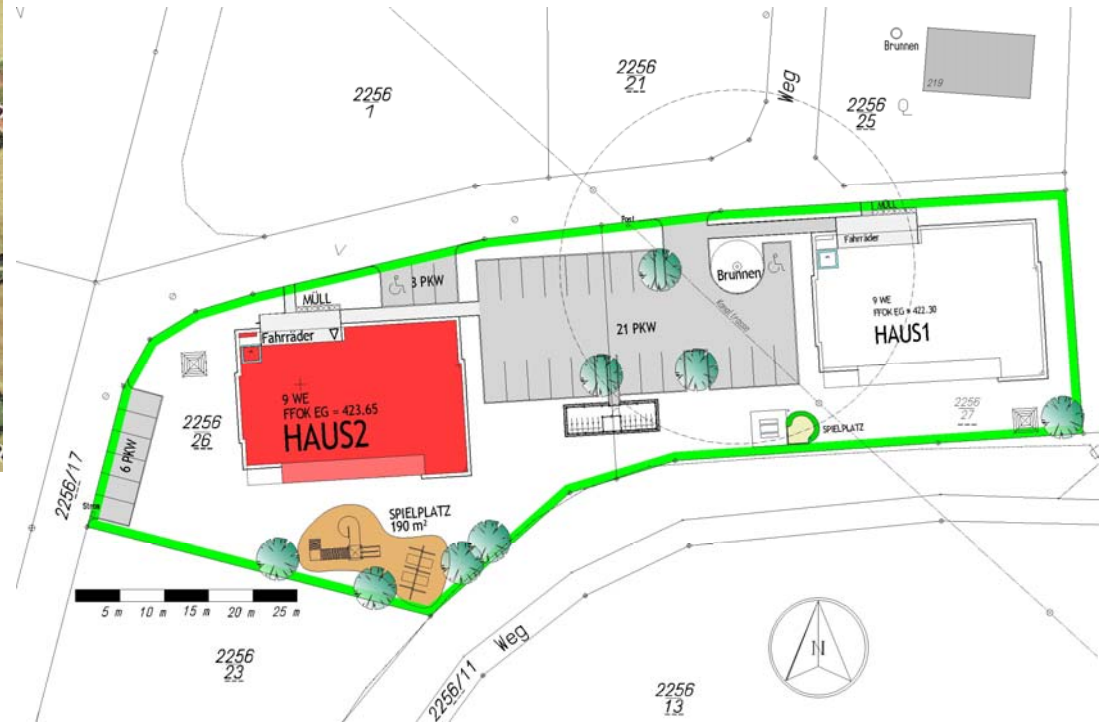 Brunnen
219
2256
1
2256
21
Weg
2256
25
MÜLL
Post
Fahrräder
3 PKW
Brunnen
MÜLL
Fahrräder
21 PKW
9 WE
FFOK EG = 422.30
HAUS1
9 WE
FFOK EG = 423.65
HAUS2
2256
26
2256
27
SPIELPLATZ
6 PKW
2256/17
SPIELPLATZ
190 m²
5 m 10 m 15 m 20 m 25 m
N
Weg
2256
23
2256/11
2256
13